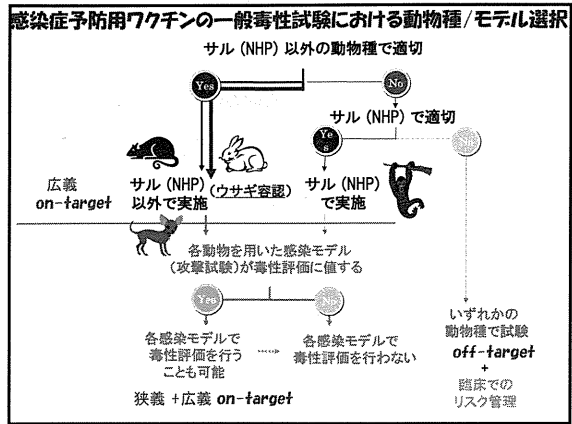 感染症予防用ワクチンの一般毒性試験における動物種/モデル選択
サル (NHP) 以外の動物種で適切
Yes
No
サル (NHP) で適切
Yes
No
広義
on-target
サル (NHP)
以外で実施
(ウサギ容認)
サル (NHP)
で実施
各動物を用いた感染モデル
(攻撃試験)が毒性評価に値する
Yes
No
各感染モデルで
毒性評価を行う
ことも可能
各感染モデルで
毒性評価を行わない
狭義 +広義 on-target
いずれかの
動物種で試験
off-target
+
臨床での
リスク管理